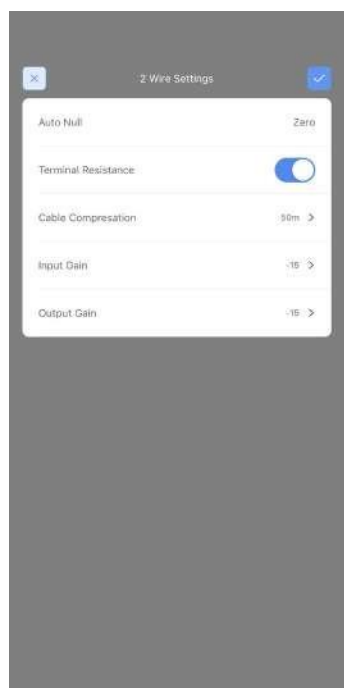 2 Wire Settings
Auto Null Zero
Terminal Resistance
Cable Compresation 50m >
Input Gain -15 >
Output Gain -15 >